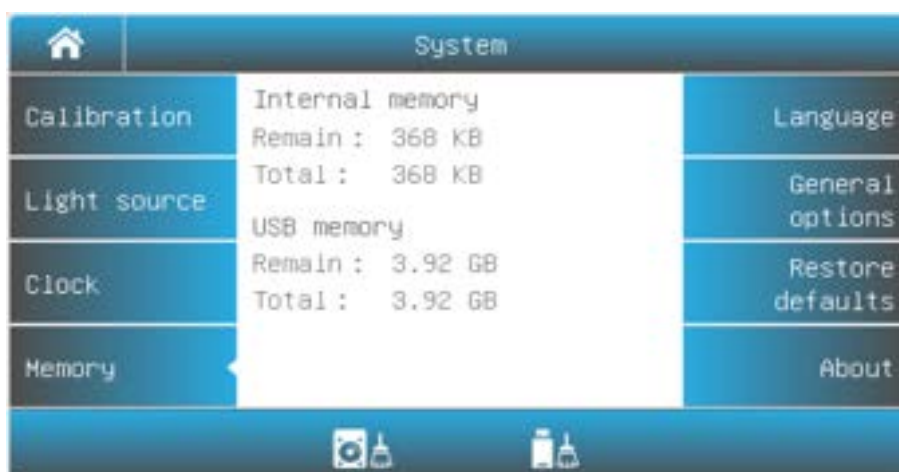 System
Calibration
Light source
Clock
Memory
Internal memory
Remain : 368 KB
Total : 368 KB
USB memory
Remain : 3.92 GB
Total : 3.92 GB
Language
General
options
Restore
defaults
About